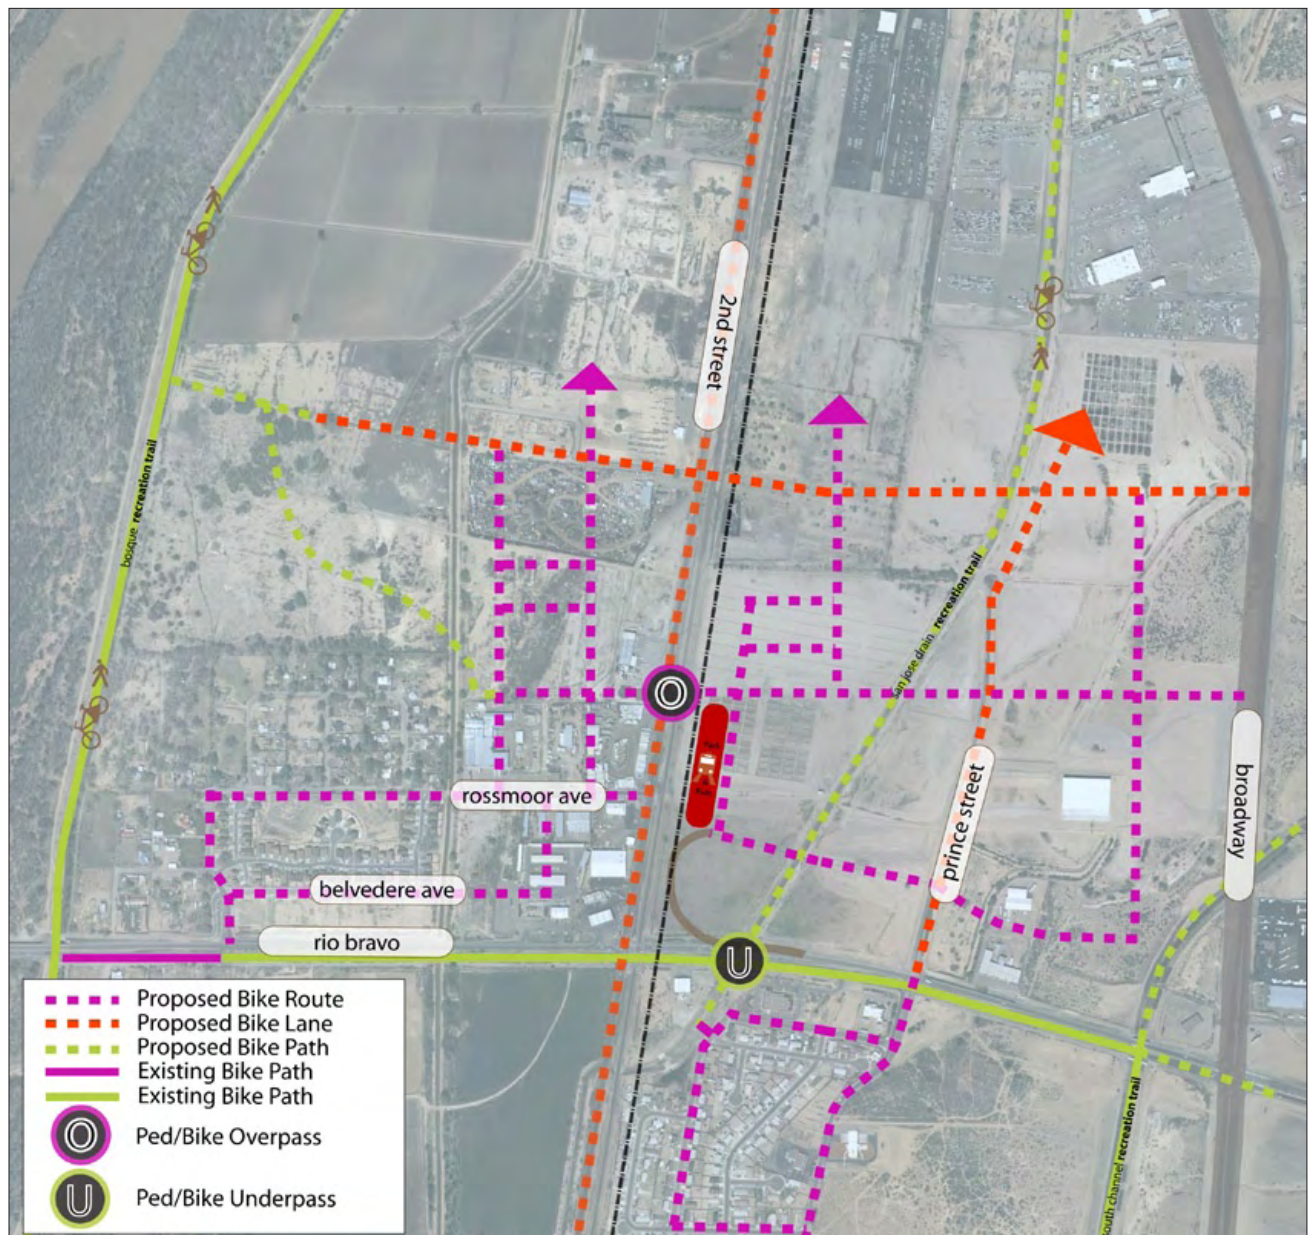 2nd street
bosque recreation trail
san jose drain recreation trail
O
Park
Ride
rossmoor ave
prince street
broadway
belvedere ave
rio bravo
U
south channel recreation trail
Proposed Bike Route
Proposed Bike Lane
Proposed Bike Path
Existing Bike Path
Existing Bike Path
O
Ped/Bike Overpass
U
Ped/Bike Underpass